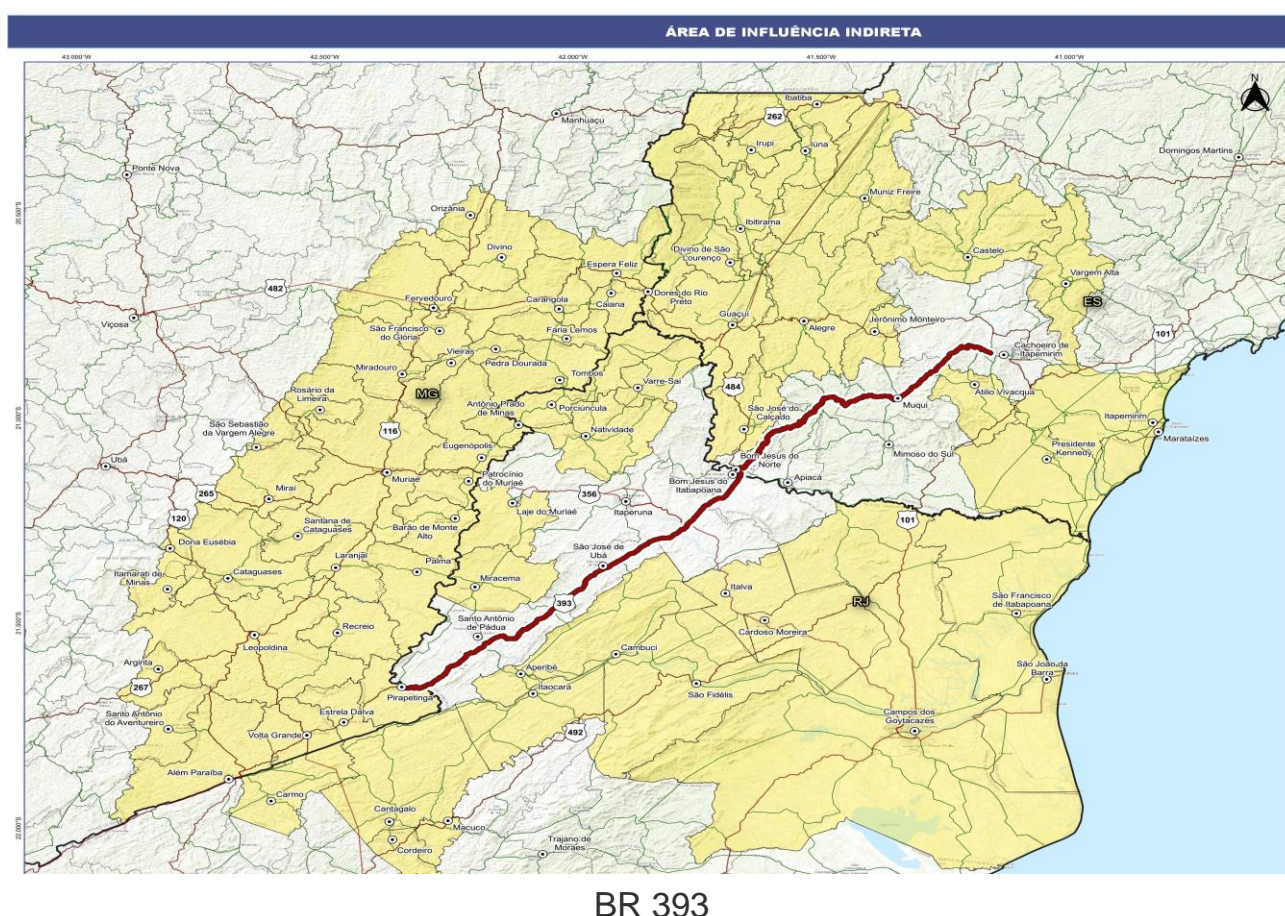 ÁREA DE INFLUÊNCIA INDIRETA
43.000°W
42.500°W
42.000°W
41.500°W
41.000°W
N
20.500°S
21.000°S
21.500°S
22.000°S
Ibatiba
262
Manhuaçu
Irupi
Iúna
Domingos Martins
Ponte Nova
Muniz Freire
Orizânia
Ibitirama
Divino
Divino de São
Lourenço
Castelo
Espera Feliz
Vargem Alta
482
Caiana
Dores do Rio
Preto
ES
Fervedouro
Carangola
Viçosa
São Francisco
do Glória
Faria Lemos
Guaçuí
Alegre
Jerônimo Monteiro
101
Vieiras
Pedra Dourada
Cachoeiro de
Itapemirim
Miradouro
Tombos
Varre-Sai
484
Atilio Vivacqua
Rosário da
Limeira
MG
Antônio Prado
de Minas
Porciúncula
São José do
Calçado
Muqui
Itapemirim
Marataízes
São Sebastião
da Vargem Alegre
116
Natividade
Mimoso do Sul
Presidente
Kennedy
Eugenópolis
Ubá
Muriaé
Patrocínio
do Muriaé
Bom Jesus do
Norte
Bom Jesus do
Itabapoana
Apiacá
265
Miraí
356
Itaperuna
Laje do Muriaé
120
Santana de
Cataguases
Barão de Monte
Alto
101
Dona Eusébia
Laranjal
São José de
Ubá
Itamarati de
Minas
Cataguases
Palma
Miracema
Italva
393
RJ
São Francisco
de Itabapoana
Santo Antônio
de Pádua
Cardoso Moreira
Recreio
Leopoldina
Cambuci
Argirita
Aperibé
São João da
Barra
267
Pirapetinga
Itaocara
São Fidélis
Santo Antônio
do Aventureiro
Estrela Dalva
Campos dos
Goytacazes
Volta Grande
492
Além Paraíba
Carmo
Cantagalo
Macuco
Cordeiro
Trajano de
Moraes
BR 393